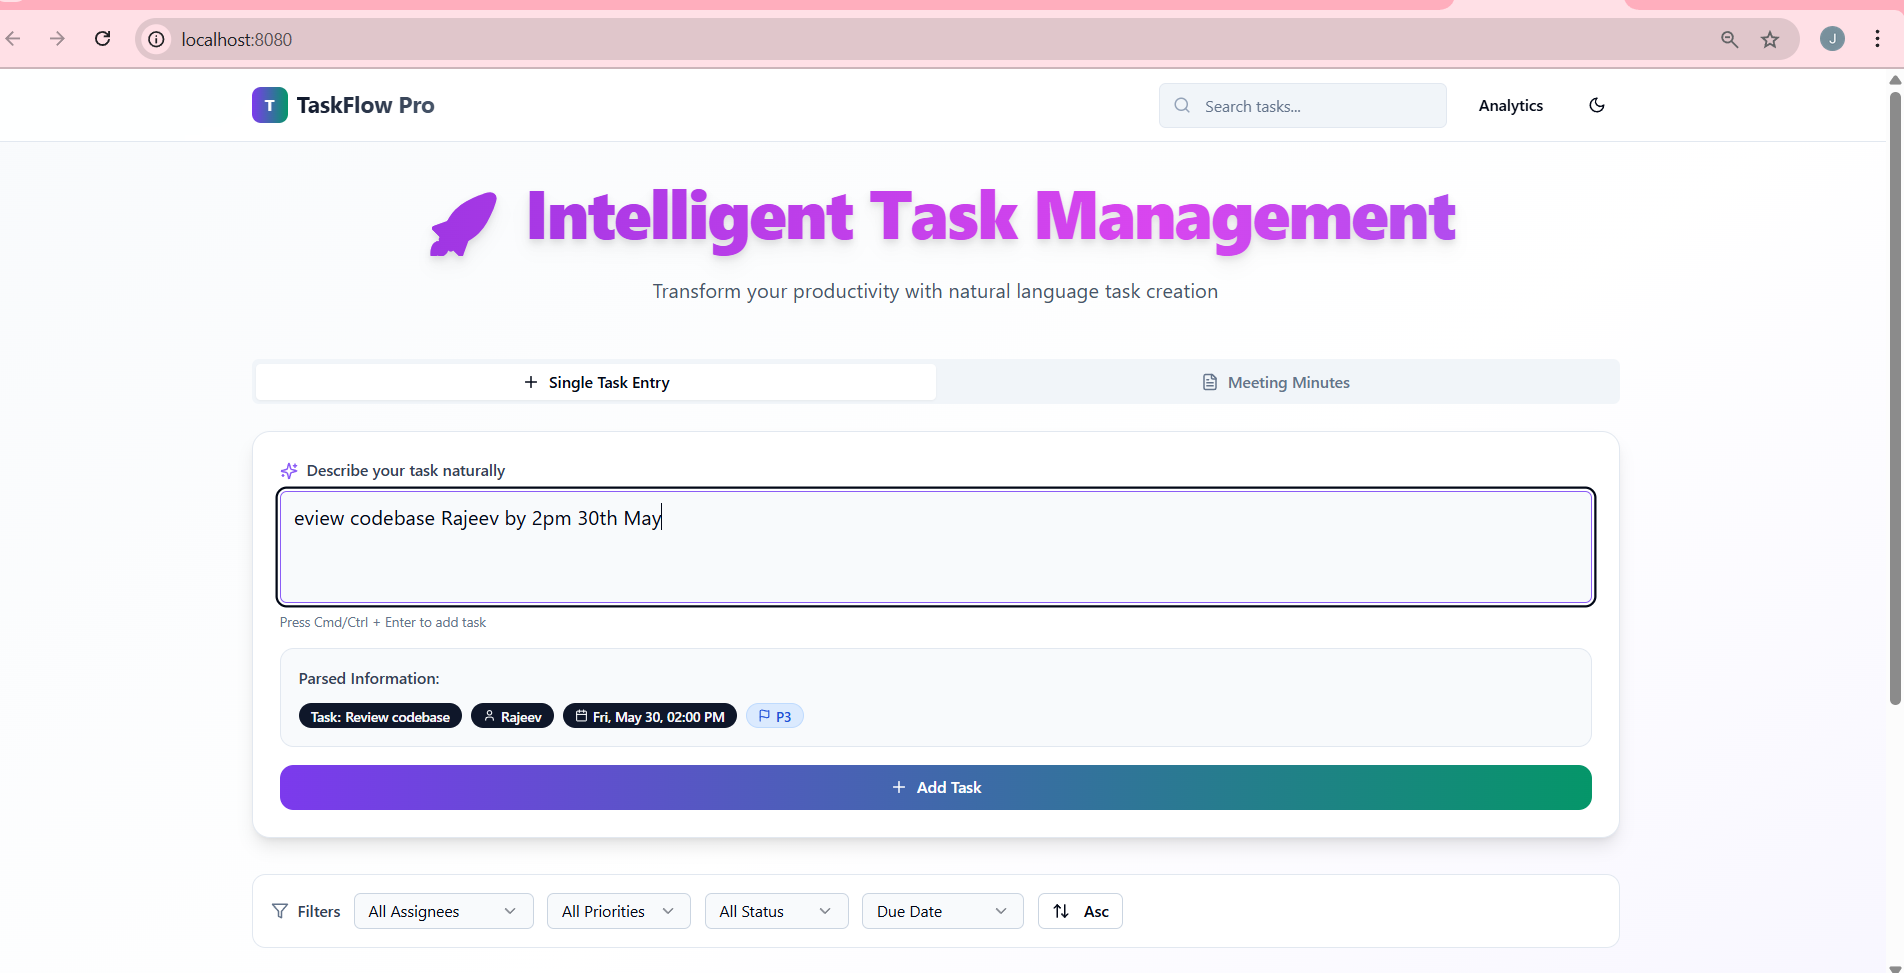 localhost:8080
J
T TaskFlow Pro
Search tasks...
Analytics
Intelligent Task Management
Transform your productivity with natural language task creation
Single Task Entry
Meeting Minutes
Describe your task naturally
eview codebase Rajeev by 2pm 30th May
Press Cmd/Ctrl + Enter to add task
Parsed Information:
Task: Review codebase Rajeev Fri, May 30, 02:00 PM P3
+ Add Task
Filters All Assignees All Priorities All Status Due Date Asc